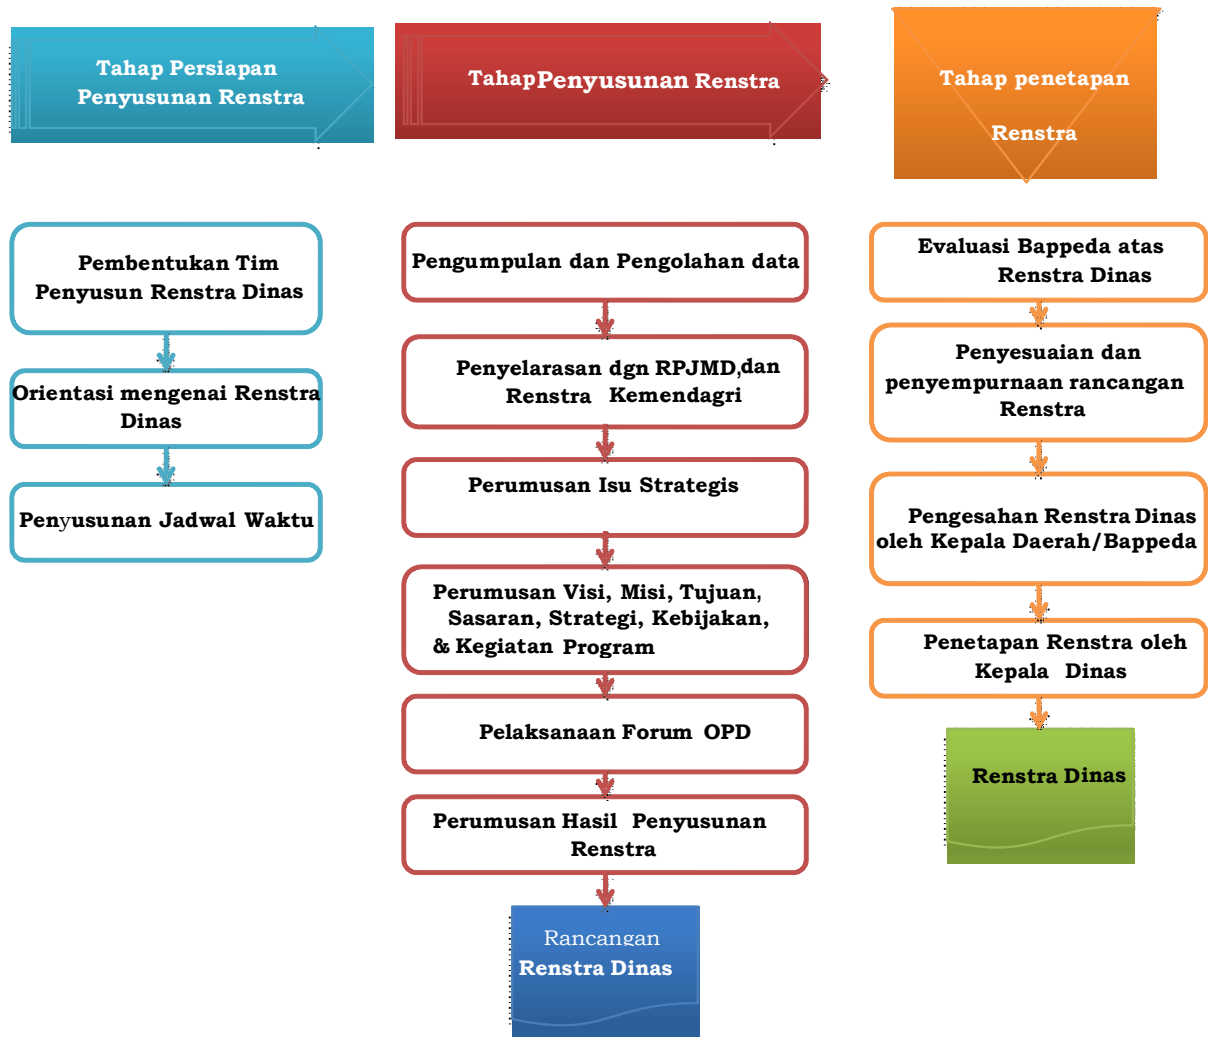 Tahap Persiapan
Penyusunan Renstra
Tahap Penyusunan Renstra
Tahap penetapan
Renstra
Pembentukan Tim
Penyusun Renstra Dinas
Orientasi mengenai Renstra
Dinas
Penyusunan Jadwal Waktu
Pengumpulan dan Pengolahan data
Penyelarasan dgn RPJMD,dan
Renstra Kemendagri
Perumusan Isu Strategis
Perumusan Visi, Misi, Tujuan,
Sasaran, Strategi, Kebijakan,
& Kegiatan Program
Pelaksanaan Forum OPD
Perumusan Hasil Penyusunan
Renstra
Rancangan
Renstra Dinas
Evaluasi Bappeda atas
Renstra Dinas
Penyesuaian dan
penyempurnaan rancangan
Renstra
Pengesahan Renstra Dinas
oleh Kepala Daerah/Bappeda
Penetapan Renstra oleh
Kepala Dinas
Renstra Dinas